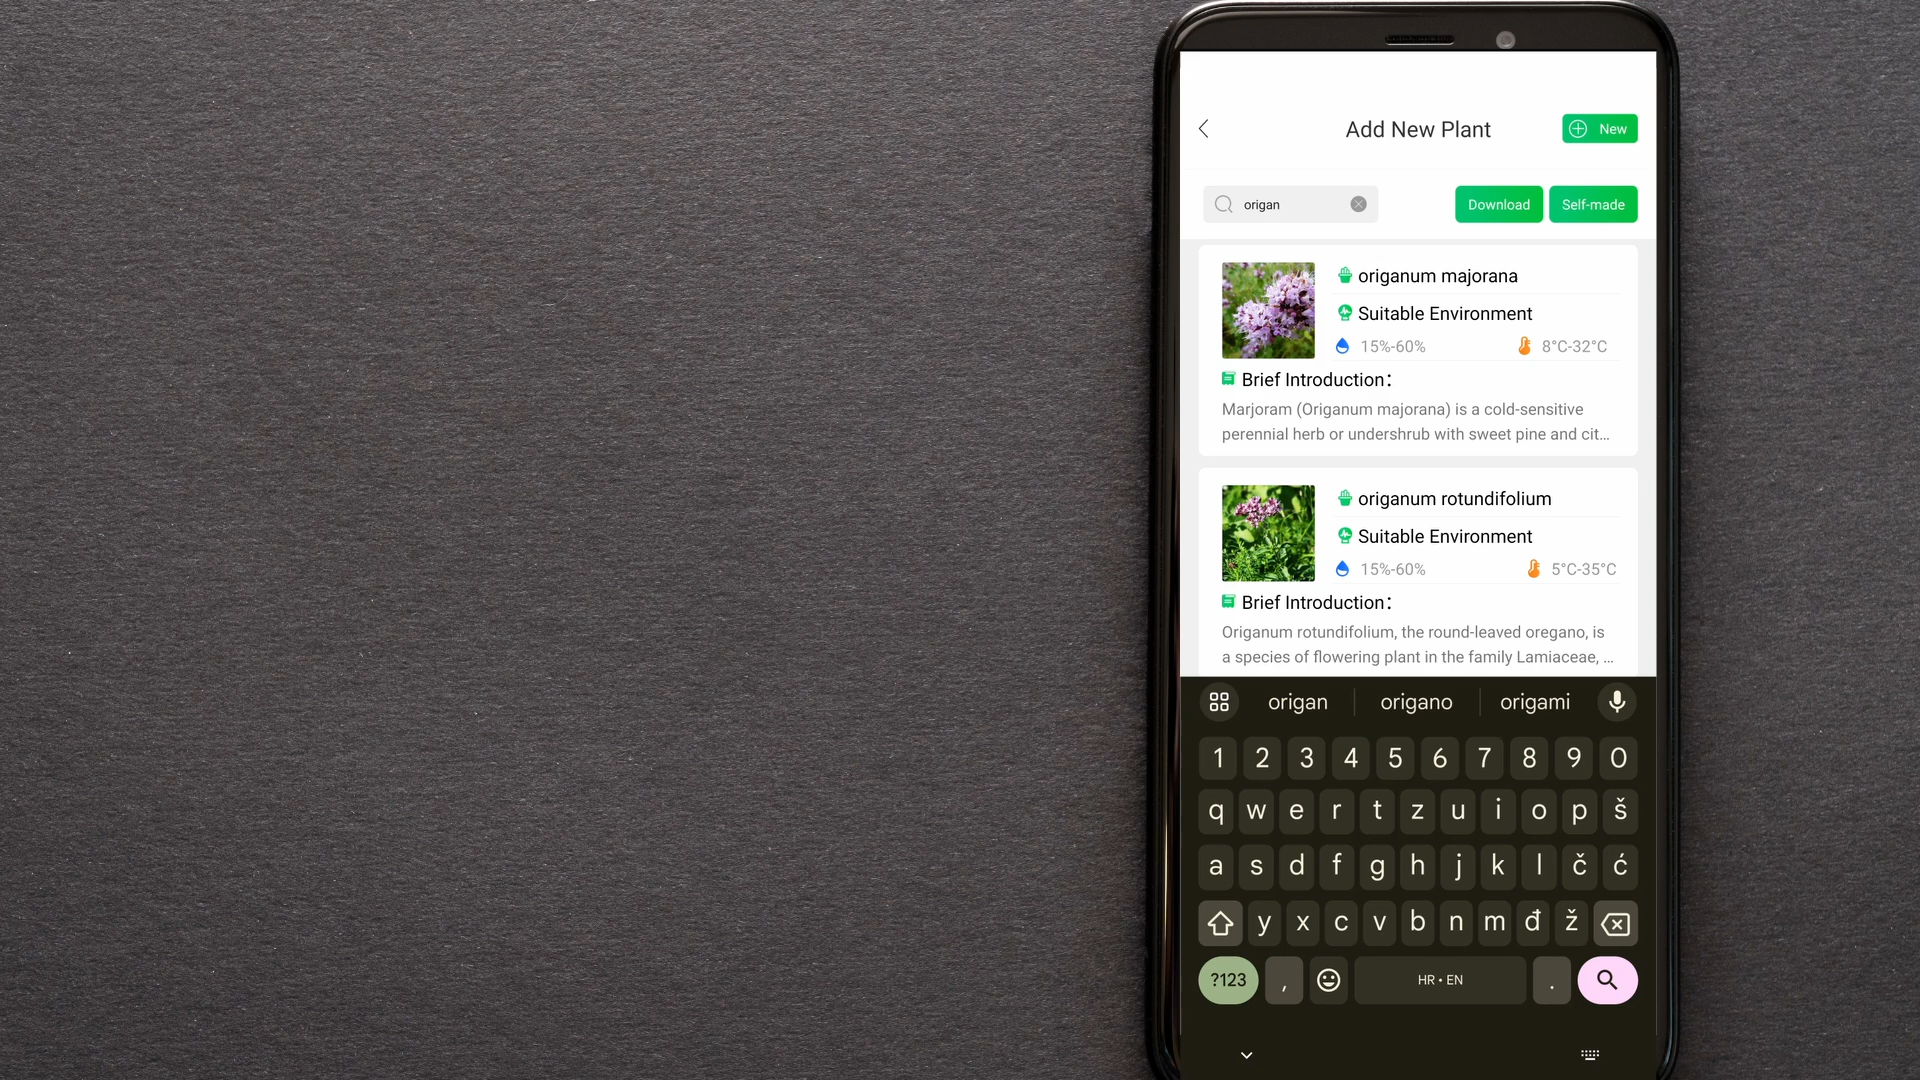 Add New Plant
New
origan
Download
Self-made
origanum majorana
Suitable Environment
15%-60%
8°C-32°C
Brief Introduction：
Marjoram (Origanum majorana) is a cold-sensitive
perennial herb or undershrub with sweet pine and cit...
origanum rotundifolium
Suitable Environment
15%-60%
5°C-35°C
Brief Introduction：
Origanum rotundifolium, the round-leaved oregano, is
a species of flowering plant in the family Lamiaceae, ...
origan
origano
origami
1 2 3 4 5 6 7 8 9 0
q w e r t z u i o p š
a s d f g h j k l č ć
y x c v b n m đ ž
?123 , HR • EN .